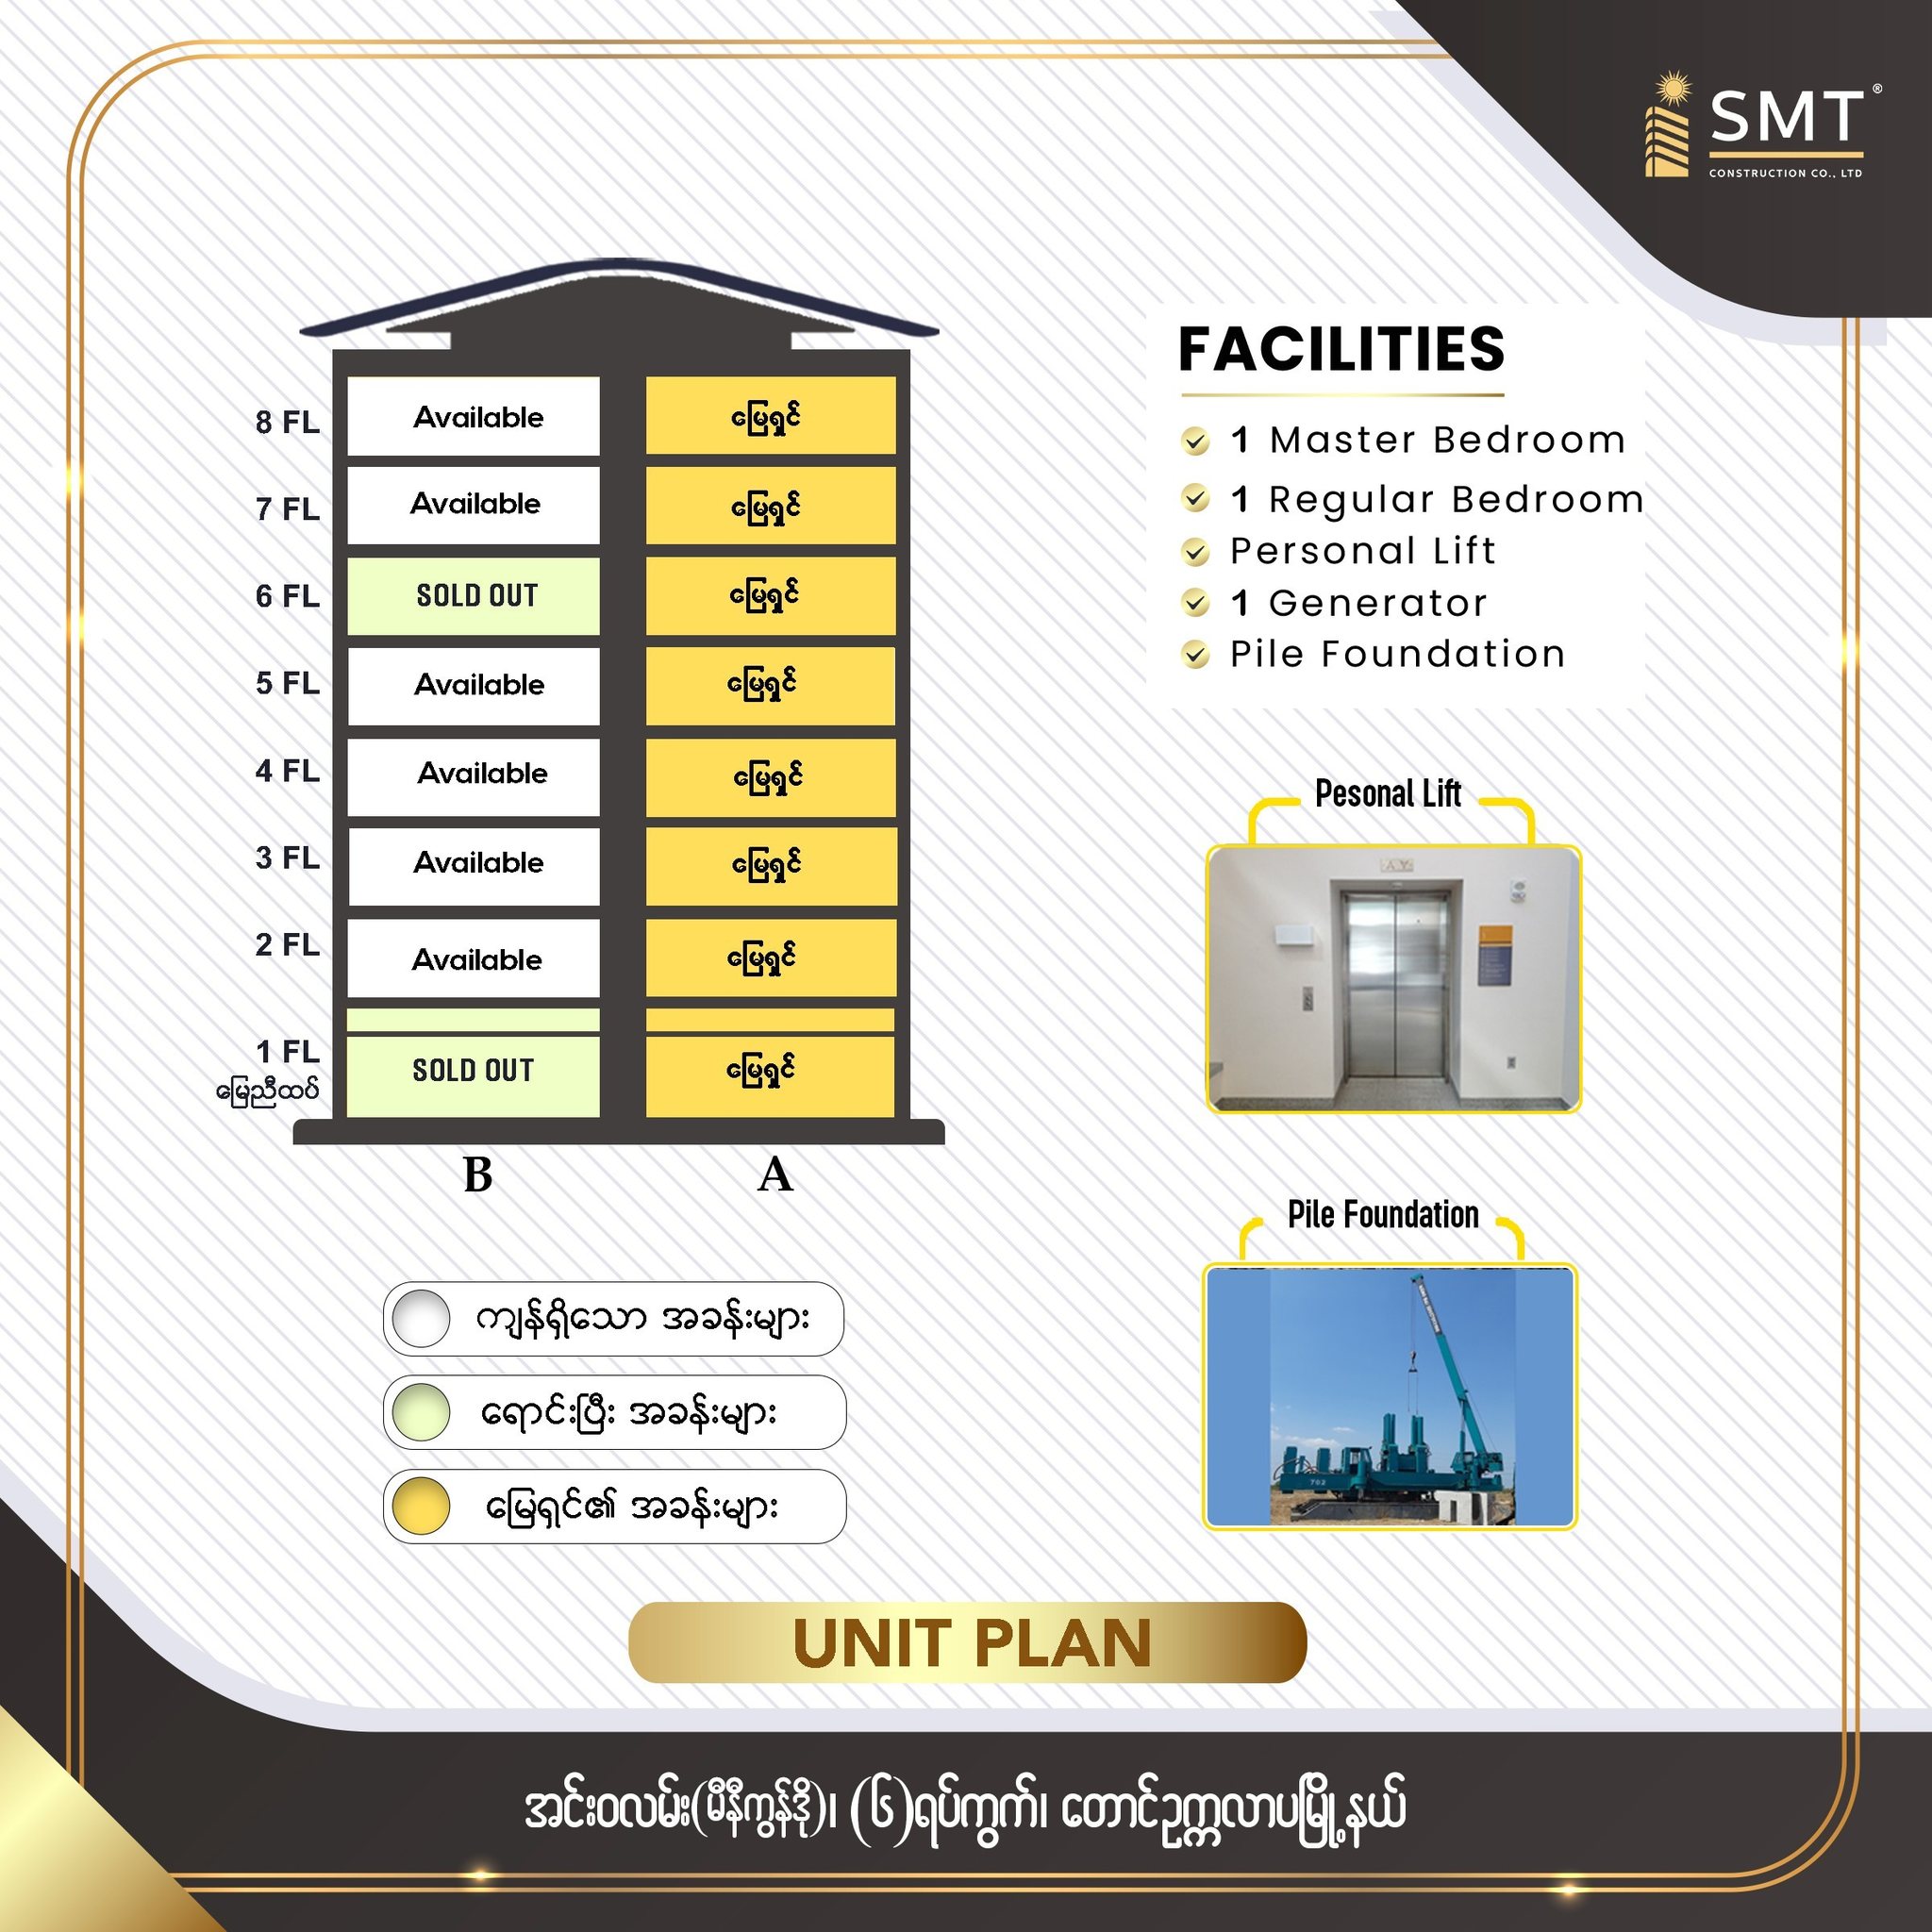 SMT®
CONSTRUCTION CO., LTD
8 FL Available မြေရှင်
7 FL Available မြေရှင်
6 FL SOLD OUT မြေရှင်
5 FL Available မြေရှင်
4 FL Available မြေရှင်
3 FL Available မြေရှင်
2 FL Available မြေရှင်
1 FL SOLD OUT မြေရှင်
မြေညီထပ်
B A
ကျန်ရှိသော အခန်းများ
ရောင်းပြီး အခန်းများ
မြေရှင်၏ အခန်းများ
FACILITIES
1 Master Bedroom
1 Regular Bedroom
Personal Lift
1 Generator
Pile Foundation
Pesonal Lift
Pile Foundation
702
UNIT PLAN
အင်းဝလမ်း(မီနီကွန်ဒို)၊ (၆)ရပ်ကွက်၊ တောင်ဥက္ကလာပမြို့နယ်